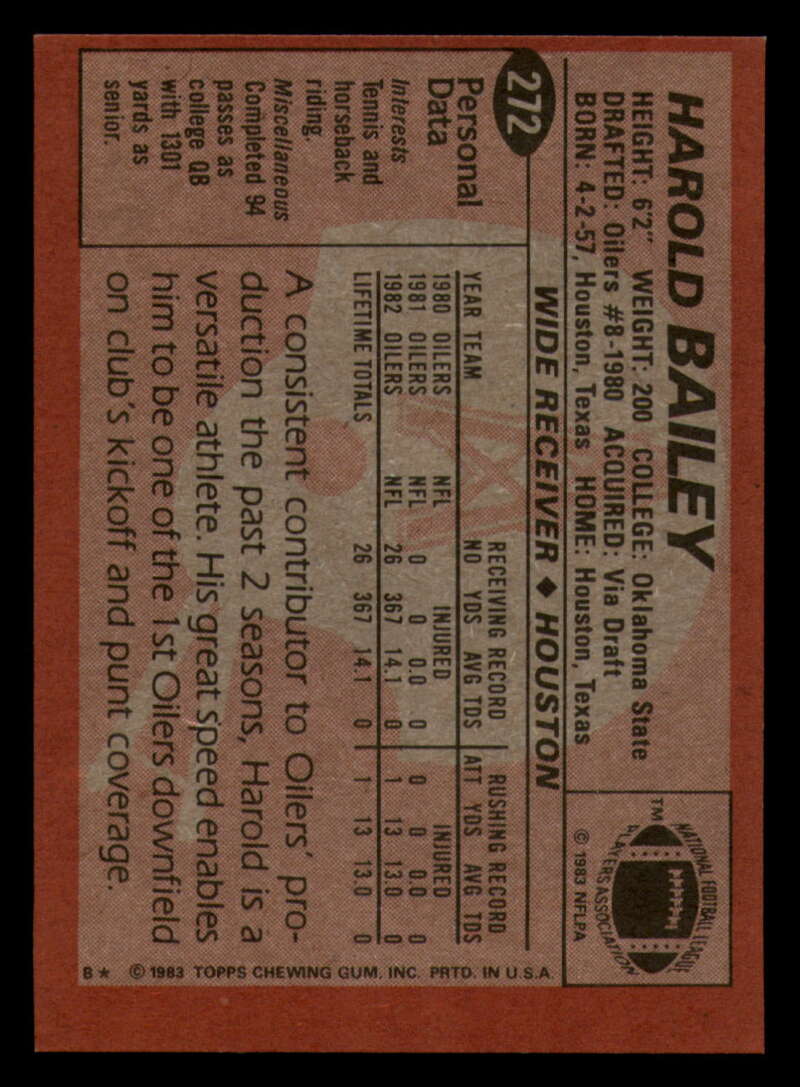 HAROLD BAILEY
HEIGHT: 6'2" WEIGHT: 200 COLLEGE: Oklahoma State
DRAFTED: Oilers #8-1980 ACQUIRED: Via Draft
BORN: 4-2-57, Houston, Texas HOME: Houston, Texas
NATIONAL FOOTBALL LEAGUE
PLAYERS ASSOCIATION
TM
© 1983 NFLPA
272
WIDE RECEIVER ◆ HOUSTON
Personal
Data
Interests
Tennis and
horseback
riding.
Miscellaneous
Completed 94
passes as
college QB
with 1301
yards as
senior.
RECEIVING RECORD RUSHING RECORD
YEAR TEAM NO YDS AVG TDS ATT YDS AVG TDS
1980 OILERS NFL INJURED INJURED
1981 OILERS NFL 0 0 0.0 0 0 0 0.0 0
1982 OILERS NFL 26 367 14.1 0 1 13 13.0 0
LIFETIME TOTALS 26 367 14.1 0 1 13 13.0 0
A consistent contributor to Oilers' pro-
duction the past 2 seasons, Harold is a
versatile athlete. His great speed enables
him to be one of the 1st Oilers downfield
on club's kickoff and punt coverage.
B★ © 1983 TOPPS CHEWING GUM, INC. PRTD. IN U.S.A.